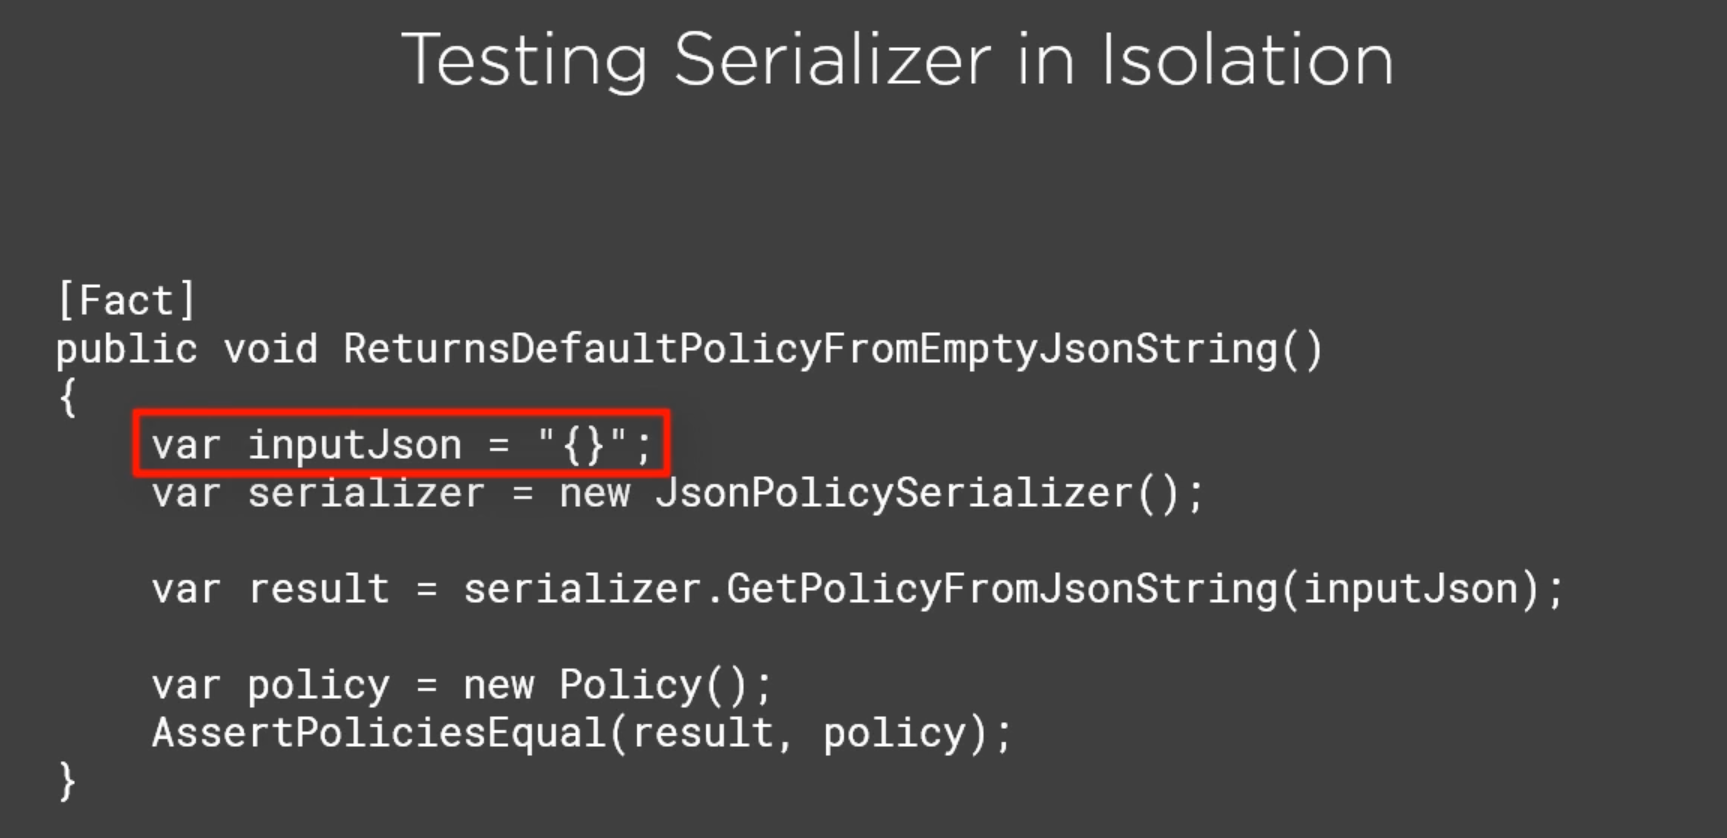 Testing Serializer in Isolation
[Fact]
public void ReturnsDefaultPolicyFromEmptyJsonString()
{
    var inputJson = "{}";
    var serializer = new JsonPolicySerializer();
    var result = serializer.GetPolicyFromJsonString(inputJson);
    var policy = new Policy();
    AssertPoliciesEqual(result, policy);
}